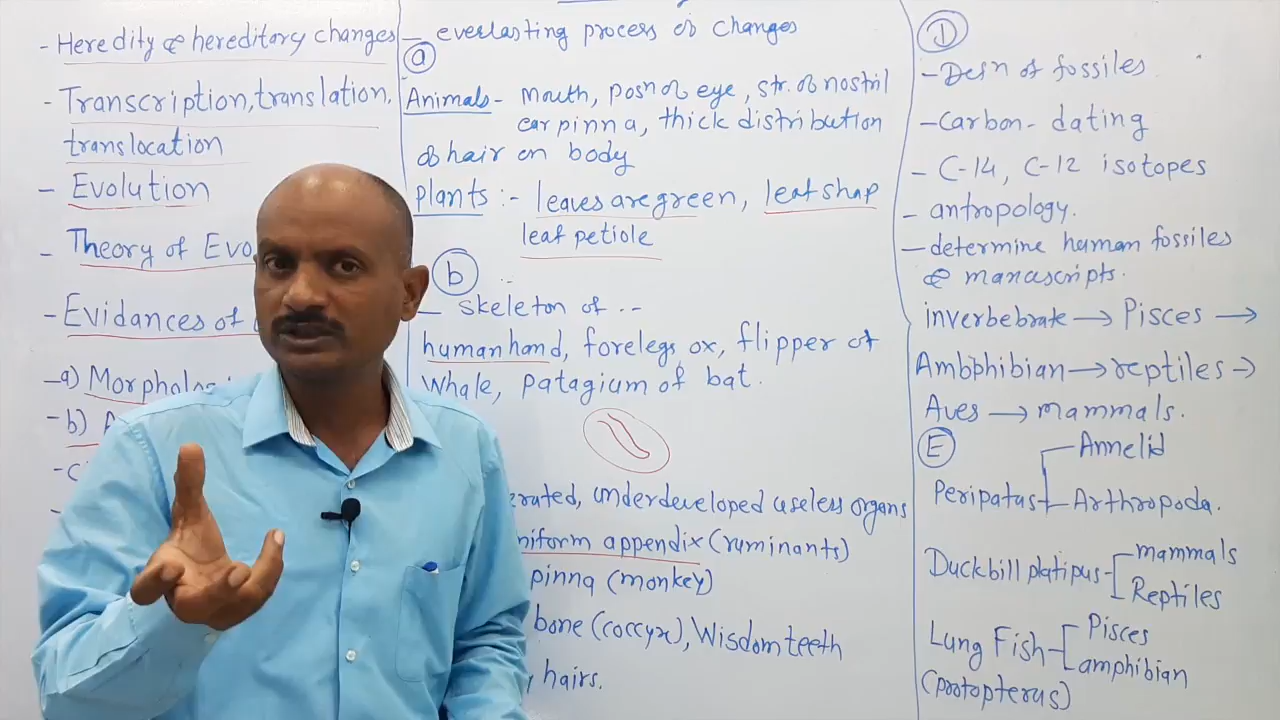 - Heredity & hereditary changes
- Transcription, translation,
translocation
- Evolution
- Theory of Evo
- Evidances of
- a) Morpholog
- b) A
- c
- everlasting process of changes
(a)
Animals - Mouth, posn of eye, str. of nostril
ear pinna, thick distribution
of hair on body
plants :- leaves are green, leaf shap
leaf petiole
(b)
- skeleton of ..
human hand, forelegs ox, flipper of
Whale, patagium of bat.
erated, underdeveloped useless organs
niform appendix (ruminants)
pinna (monkey)
bone (coccyx), Wisdom teeth
hairs.
(D)
- Desn of fossiles
- Carbon-dating
- C-14, C-12 isotopes
- antropology.
- determine human fossiles
& manuscripts.
inverbebrate → Pisces →
Ambphibian → reptiles →
Aves → mammals.
(E)
Annelid
Peripatus
Arthropoda.
mammals
Duckbill platipus-
Reptiles
Pisces
Lung Fish-
amphibian
(protopterus)